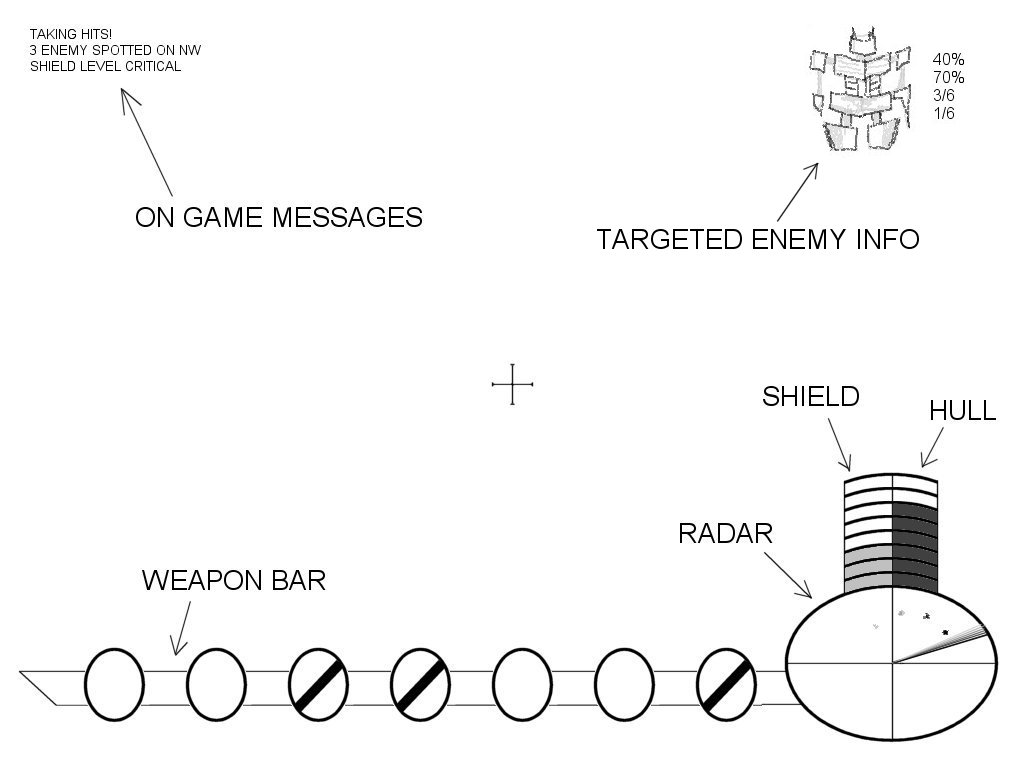 TAKING HITS!
3 ENEMY SPOTTED ON NW
SHIELD LEVEL CRITICAL
40%
70%
3/6
1/6
ON GAME MESSAGES
TARGETED ENEMY INFO
SHIELD
HULL
RADAR
WEAPON BAR